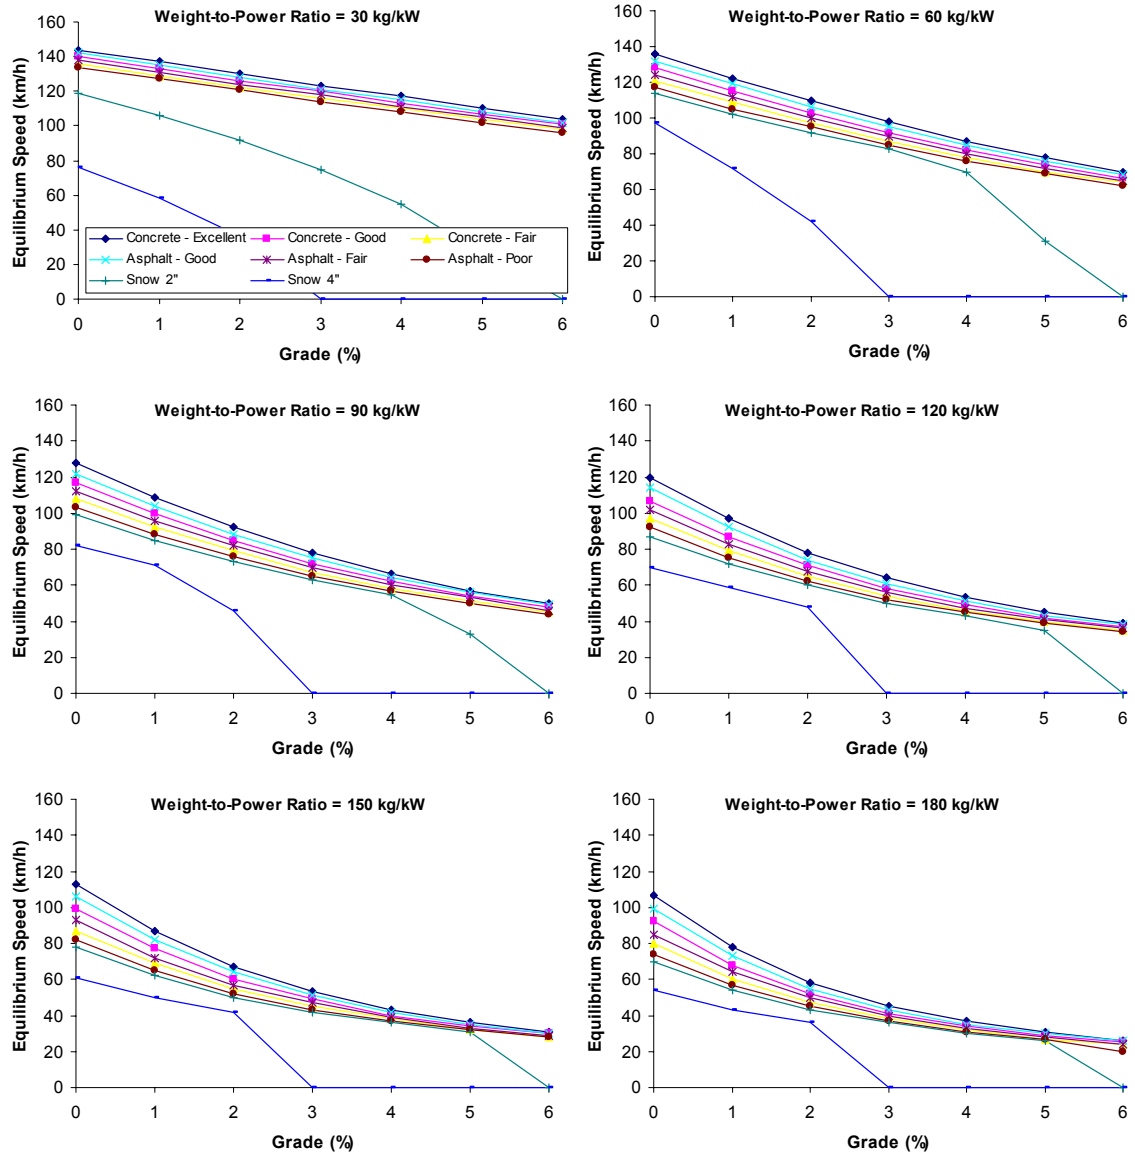 Weight-to-Power Ratio = 30 kg/kW
Equilibrium Speed (km/h)
160
140
120
100
80
60
40
20
0
Concrete - Excellent Concrete - Good Concrete - Fair
Asphalt - Good Asphalt - Fair Asphalt - Poor
Snow 2" Snow 4"
0 1 2 3 4 5 6
Grade (%)
Weight-to-Power Ratio = 60 kg/kW
Equilibrium Speed (km/h)
160
140
120
100
80
60
40
20
0
0 1 2 3 4 5 6
Grade (%)
Weight-to-Power Ratio = 90 kg/kW
Equilibrium Speed (km/h)
160
140
120
100
80
60
40
20
0
0 1 2 3 4 5 6
Grade (%)
Weight-to-Power Ratio = 120 kg/kW
Equilibrium Speed (km/h)
160
140
120
100
80
60
40
20
0
0 1 2 3 4 5 6
Grade (%)
Weight-to-Power Ratio = 150 kg/kW
Equilibrium Speed (km/h)
160
140
120
100
80
60
40
20
0
0 1 2 3 4 5 6
Grade (%)
Weight-to-Power Ratio = 180 kg/kW
Equilibrium Speed (km/h)
160
140
120
100
80
60
40
20
0
0 1 2 3 4 5 6
Grade (%)